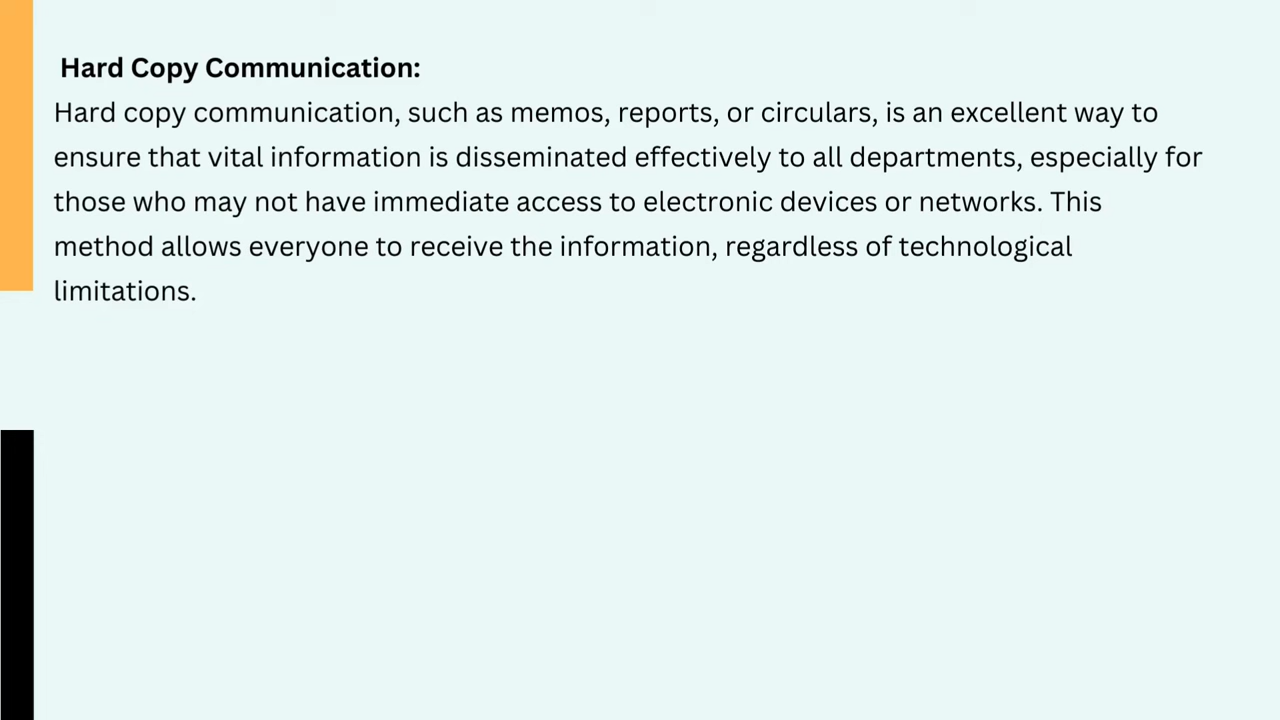 Hard Copy Communication:
Hard copy communication, such as memos, reports, or circulars, is an excellent way to
ensure that vital information is disseminated effectively to all departments, especially for
those who may not have immediate access to electronic devices or networks. This
method allows everyone to receive the information, regardless of technological
limitations.